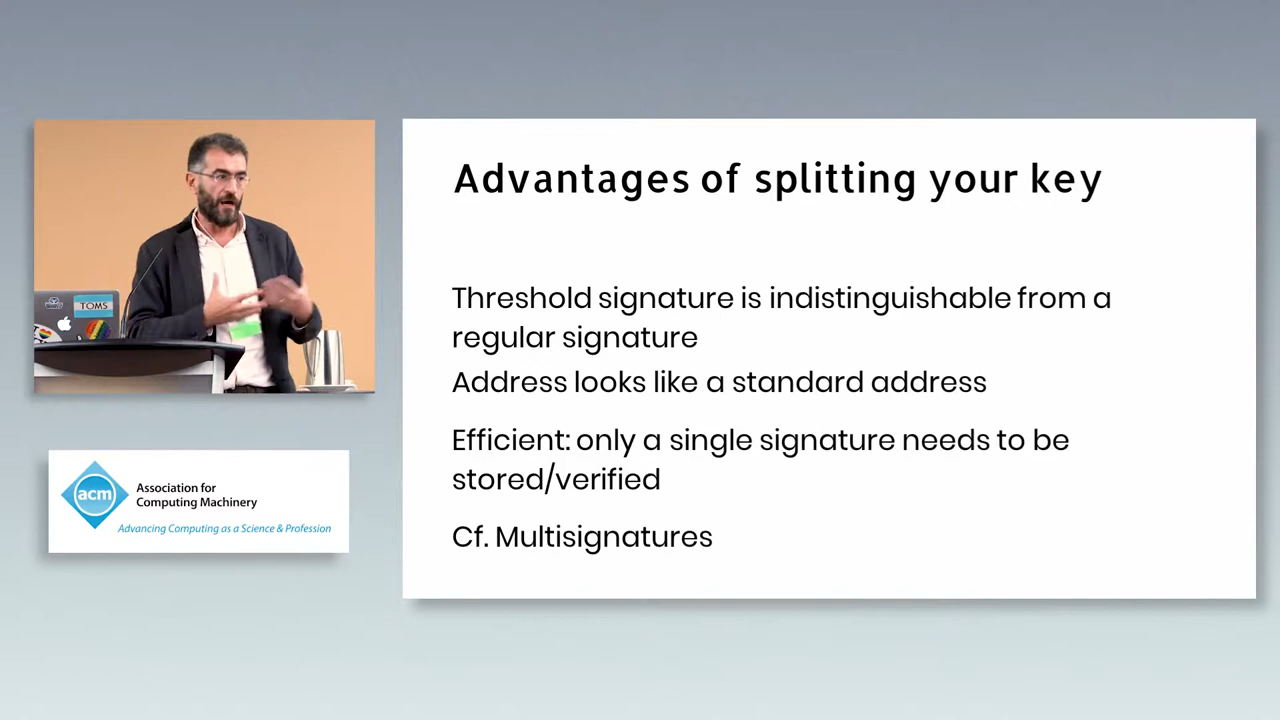 Advantages of splitting your key
Threshold signature is indistinguishable from a
regular signature
Address looks like a standard address
Efficient: only a single signature needs to be
stored/verified
Cf. Multisignatures
TOMS
acm
Association for
Computing Machinery
Advancing Computing as a Science & Profession